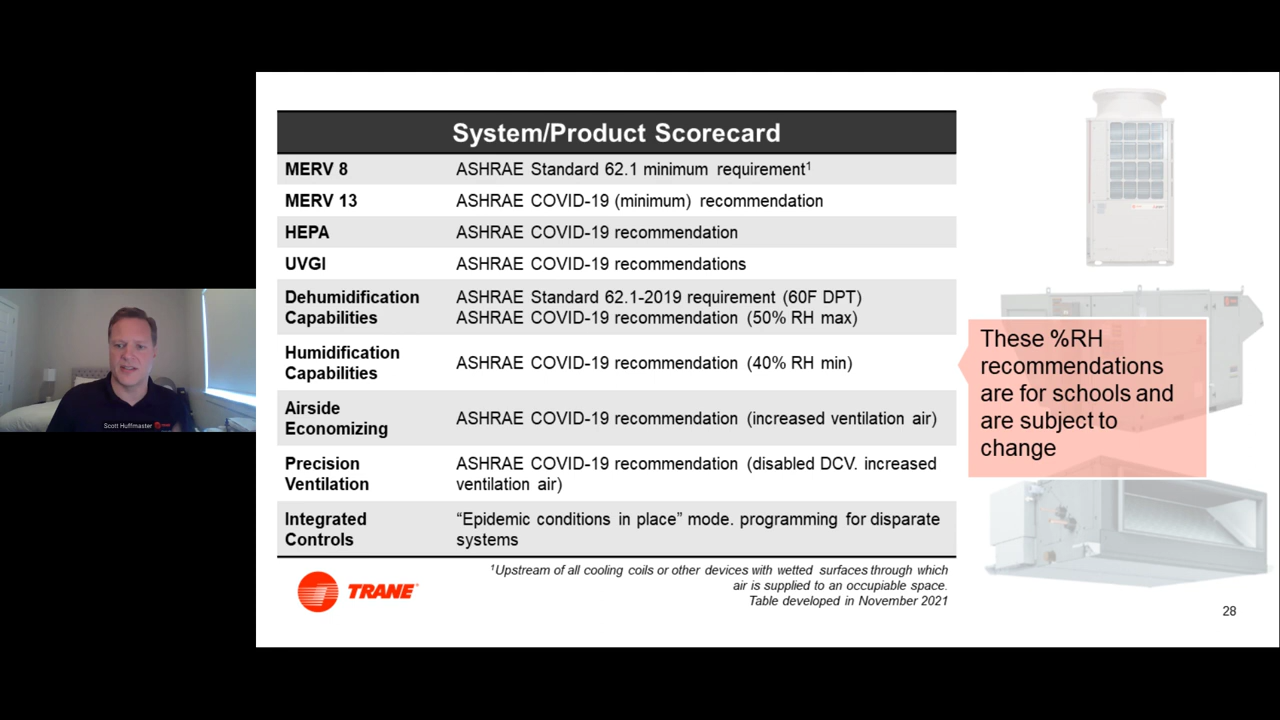 System/Product Scorecard
MERV 8 ASHRAE Standard 62.1 minimum requirement¹
MERV 13 ASHRAE COVID-19 (minimum) recommendation
HEPA ASHRAE COVID-19 recommendation
UVGI ASHRAE COVID-19 recommendations
Dehumidification ASHRAE Standard 62.1-2019 requirement (60F DPT)
Capabilities ASHRAE COVID-19 recommendation (50% RH max)
Humidification
Capabilities
ASHRAE COVID-19 recommendation (40% RH min)
Airside
Economizing
ASHRAE COVID-19 recommendation (increased ventilation air)
Precision ASHRAE COVID-19 recommendation (disabled DCV. increased
Ventilation ventilation air)
Integrated "Epidemic conditions in place" mode. programming for disparate
Controls systems
¹Upstream of all cooling coils or other devices with wetted surfaces through which
air is supplied to an occupiable space.
Table developed in November 2021
TRANE
These %RH
recommendations
are for schools and
are subject to
change
28
Scott Huffmaster